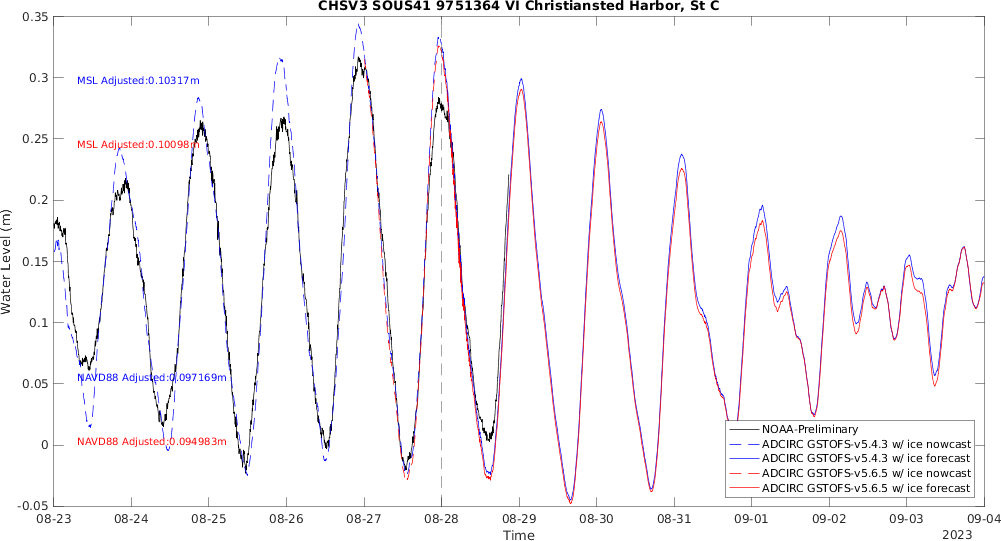 CHSV3 SOUS41 9751364 VI Christiansted Harbor, St C
0.35
0.3
0.25
0.2
0.15
0.1
0.05
0
-0.05
Water Level (m)
MSL Adjusted:0.10317m
MSL Adjusted:0.10098m
NAVD88 Adjusted:0.097169m
NAVD88 Adjusted:0.094983m
NOAA-Preliminary
ADCIRC GSTOFS-v5.4.3 w/ ice nowcast
ADCIRC GSTOFS-v5.4.3 w/ ice forecast
ADCIRC GSTOFS-v5.6.5 w/ ice nowcast
ADCIRC GSTOFS-v5.6.5 w/ ice forecast
08-23 08-24 08-25 08-26 08-27 08-28 08-29 08-30 08-31 09-01 09-02 09-03 09-04
Time
2023